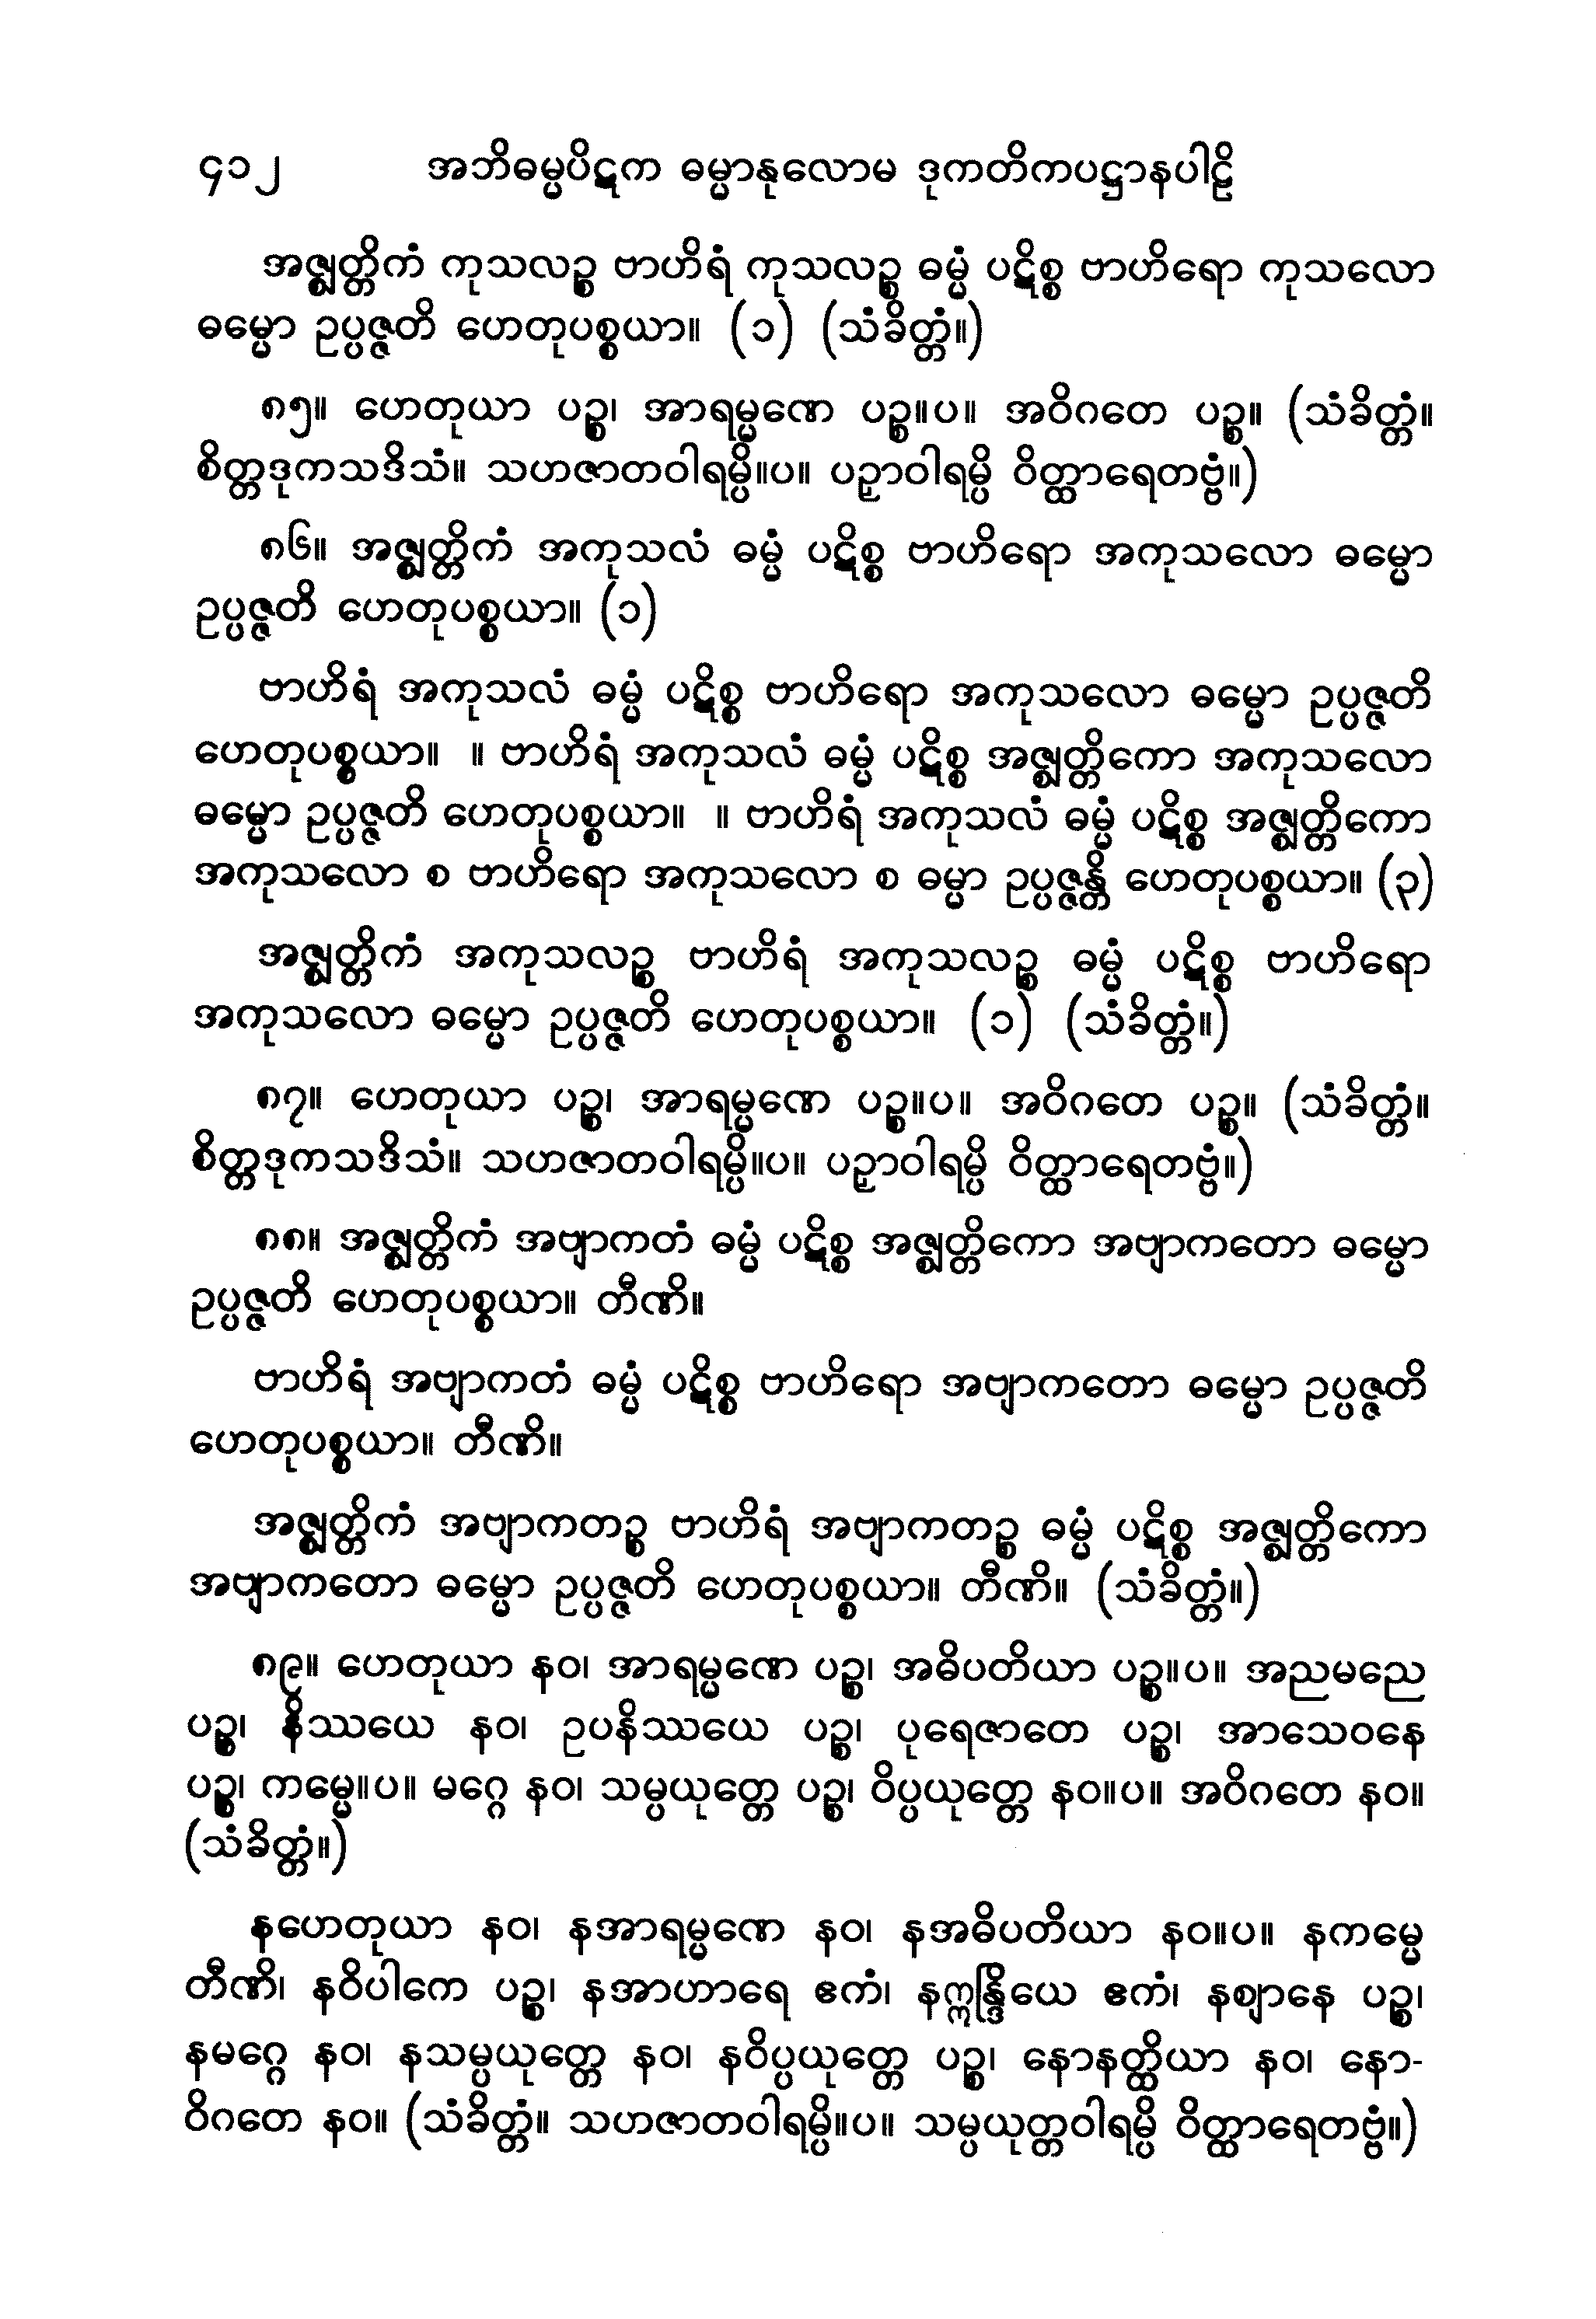 ၄၁၂ အဘိဓမ္မပိဋက ဓမ္မာနုလောမ ဒုကတိကပဋ္ဌာနပါဠိ
အဇ္ဈတ္တိကံ ကုသလဉ္စ ဗာဟိရံ ကုသလဉ္စ ဓမ္မံ ပဋိစ္စ ဗာဟိရော ကုသလော
ဓမ္မော ဥပ္ပဇ္ဇတိ ဟေတုပစ္စယာ။ (၁) (သံခိတ္တံ။)
၈၅။ ဟေတုယာ ပဉ္စ၊ အာရမ္မဏေ ပဉ္စ။ပ။ အဝိဂတေ ပဉ္စ။ (သံခိတ္တံ။
စိတ္တဒုကသဒိသံ။ သဟဇာတဝါရမ္ပိ။ပ။ ပဉှာဝါရမ္ပိ ဝိတ္ထာရေတဗ္ဗံ။)
၈၆။ အဇ္ဈတ္တိကံ အကုသလံ ဓမ္မံ ပဋိစ္စ ဗာဟိရော အကုသလော ဓမ္မော
ဥပ္ပဇ္ဇတိ ဟေတုပစ္စယာ။ (၁)
ဗာဟိရံ အကုသလံ ဓမ္မံ ပဋိစ္စ ဗာဟိရော အကုသလော ဓမ္မော ဥပ္ပဇ္ဇတိ
ဟေတုပစ္စယာ။ ။ ဗာဟိရံ အကုသလံ ဓမ္မံ ပဋိစ္စ အဇ္ဈတ္တိကော အကုသလော
ဓမ္မော ဥပ္ပဇ္ဇတိ ဟေတုပစ္စယာ။ ။ ဗာဟိရံ အကုသလံ ဓမ္မံ ပဋိစ္စ အဇ္ဈတ္တိကော
အကုသလော စ ဗာဟိရော အကုသလော စ ဓမ္မာ ဥပ္ပဇ္ဇန္တိ ဟေတုပစ္စယာ။ (၃)
အဇ္ဈတ္တိကံ အကုသလဉ္စ ဗာဟိရံ အကုသလဉ္စ ဓမ္မံ ပဋိစ္စ ဗာဟိရော
အကုသလော ဓမ္မော ဥပ္ပဇ္ဇတိ ဟေတုပစ္စယာ။ (၁) (သံခိတ္တံ။)
၈၇။ ဟေတုယာ ပဉ္စ၊ အာရမ္မဏေ ပဉ္စ။ပ။ အဝိဂတေ ပဉ္စ။ (သံခိတ္တံ။
စိတ္တဒုကသဒိသံ။ သဟဇာတဝါရမ္ပိ။ပ။ ပဉှာဝါရမ္ပိ ဝိတ္ထာရေတဗ္ဗံ။)
၈၈။ အဇ္ဈတ္တိကံ အဗျာကတံ ဓမ္မံ ပဋိစ္စ အဇ္ဈတ္တိကော အဗျာကတော ဓမ္မော
ဥပ္ပဇ္ဇတိ ဟေတုပစ္စယာ။ တီဏိ။
ဗာဟိရံ အဗျာကတံ ဓမ္မံ ပဋိစ္စ ဗာဟိရော အဗျာကတော ဓမ္မော ဥပ္ပဇ္ဇတိ
ဟေတုပစ္စယာ။ တီဏိ။
အဇ္ဈတ္တိကံ အဗျာကတဉ္စ ဗာဟိရံ အဗျာကတဉ္စ ဓမ္မံ ပဋိစ္စ အဇ္ဈတ္တိကော
အဗျာကတော ဓမ္မော ဥပ္ပဇ္ဇတိ ဟေတုပစ္စယာ။ တီဏိ။ (သံခိတ္တံ။)
၈၉။ ဟေတုယာ နဝ၊ အာရမ္မဏေ ပဉ္စ၊ အဓိပတိယာ ပဉ္စ။ပ။ အညမညေ
ပဉ္စ၊ နိဿယေ နဝ၊ ဥပနိဿယေ ပဉ္စ၊ ပုရေဇာတေ ပဉ္စ၊ အာသေဝနေ
ပဉ္စ၊ ကမ္မေ။ပ။ မဂ္ဂေ နဝ၊ သမ္ပယုတ္တေ ပဉ္စ၊ ဝိပ္ပယုတ္တေ နဝ။ပ။ အဝိဂတေ နဝ။
(သံခိတ္တံ။)
နဟေတုယာ နဝ၊ နအာရမ္မဏေ နဝ၊ နအဓိပတိယာ နဝ။ပ။ နကမ္မေ
တီဏိ၊ နဝိပါကေ ပဉ္စ၊ နအာဟာရေ ဧကံ၊ နဣန္ဒြိယေ ဧကံ၊ နဈာနေ ပဉ္စ၊
နမဂ္ဂေ နဝ၊ နသမ္ပယုတ္တေ နဝ၊ နဝိပ္ပယုတ္တေ ပဉ္စ၊ နောနတ္ထိယာ နဝ၊ နော-
ဝိဂတေ နဝ။ (သံခိတ္တံ။ သဟဇာတဝါရမ္ပိ။ပ။ သမ္ပယုတ္တဝါရမ္ပိ ဝိတ္ထာရေတဗ္ဗံ။)